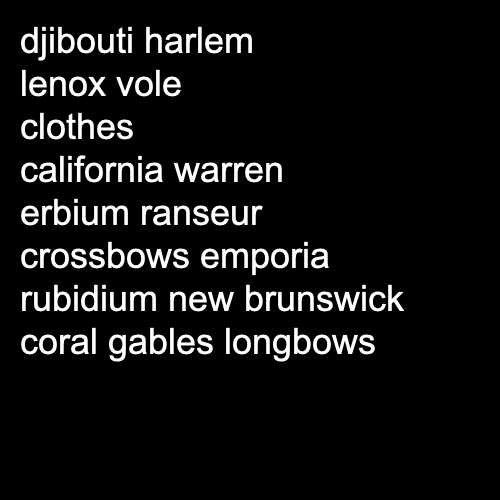 djibouti harlem
lenox vole
clothes
california warren
erbium ranseur
crossbows emporia
rubidium new brunswick
coral gables longbows